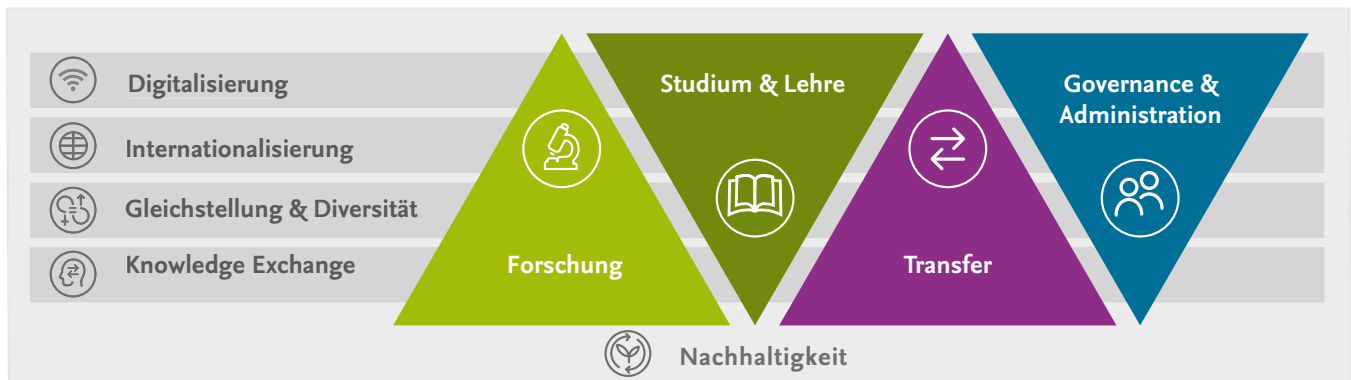 Digitalisierung
Internationalisierung
Gleichstellung & Diversität
Knowledge Exchange
Forschung
Studium & Lehre
Transfer
Governance &
Administration
Nachhaltigkeit